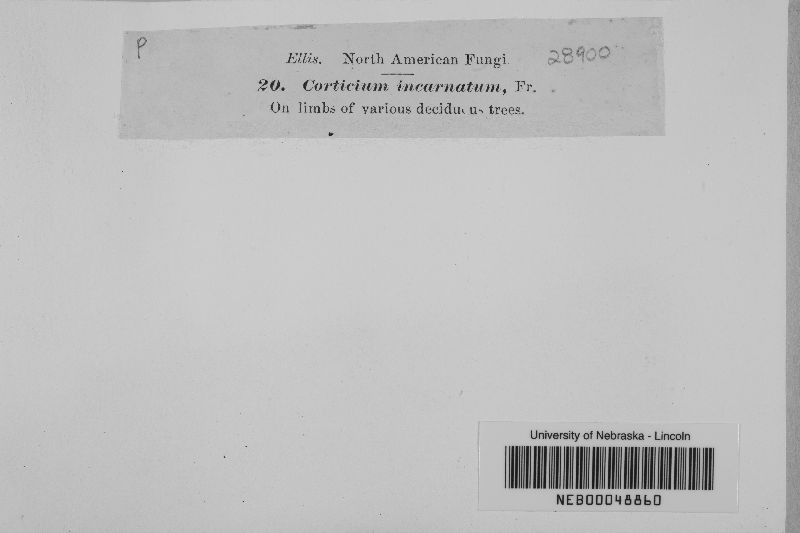 P
Ellis. North American Fungi. 28900
20. Corticium incarnatum, Fr.
On limbs of various deciduous trees.
University of Nebraska - Lincoln
NEB00048860